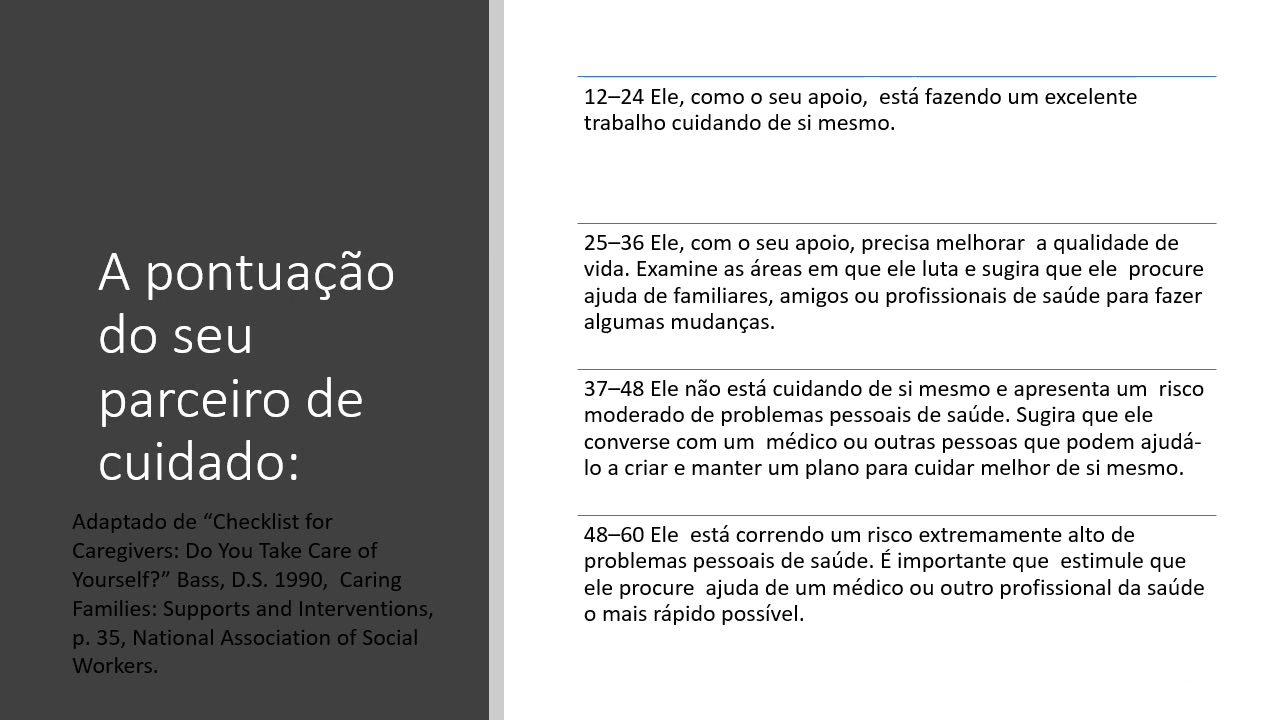 A pontuação
do seu
parceiro de
cuidado:
Adaptado de “Checklist for
Caregivers: Do You Take Care of
Yourself?” Bass, D.S. 1990,  Caring
Families: Supports and Interventions,
p. 35, National Association of Social
Workers.
12–24 Ele, como o seu apoio,  está fazendo um excelente
trabalho cuidando de si mesmo.
25–36 Ele, com o seu apoio, precisa melhorar  a qualidade de
vida. Examine as áreas em que ele luta e sugira que ele  procure
ajuda de familiares, amigos ou profissionais de saúde para fazer
algumas mudanças.
37–48 Ele não está cuidando de si mesmo e apresenta um  risco
moderado de problemas pessoais de saúde. Sugira que ele
converse com um  médico ou outras pessoas que podem ajudá-
lo a criar e manter um plano para cuidar melhor de si mesmo.
48–60 Ele  está correndo um risco extremamente alto de
problemas pessoais de saúde. É importante que  estimule que
ele procure  ajuda de um médico ou outro profissional da saúde
o mais rápido possível.